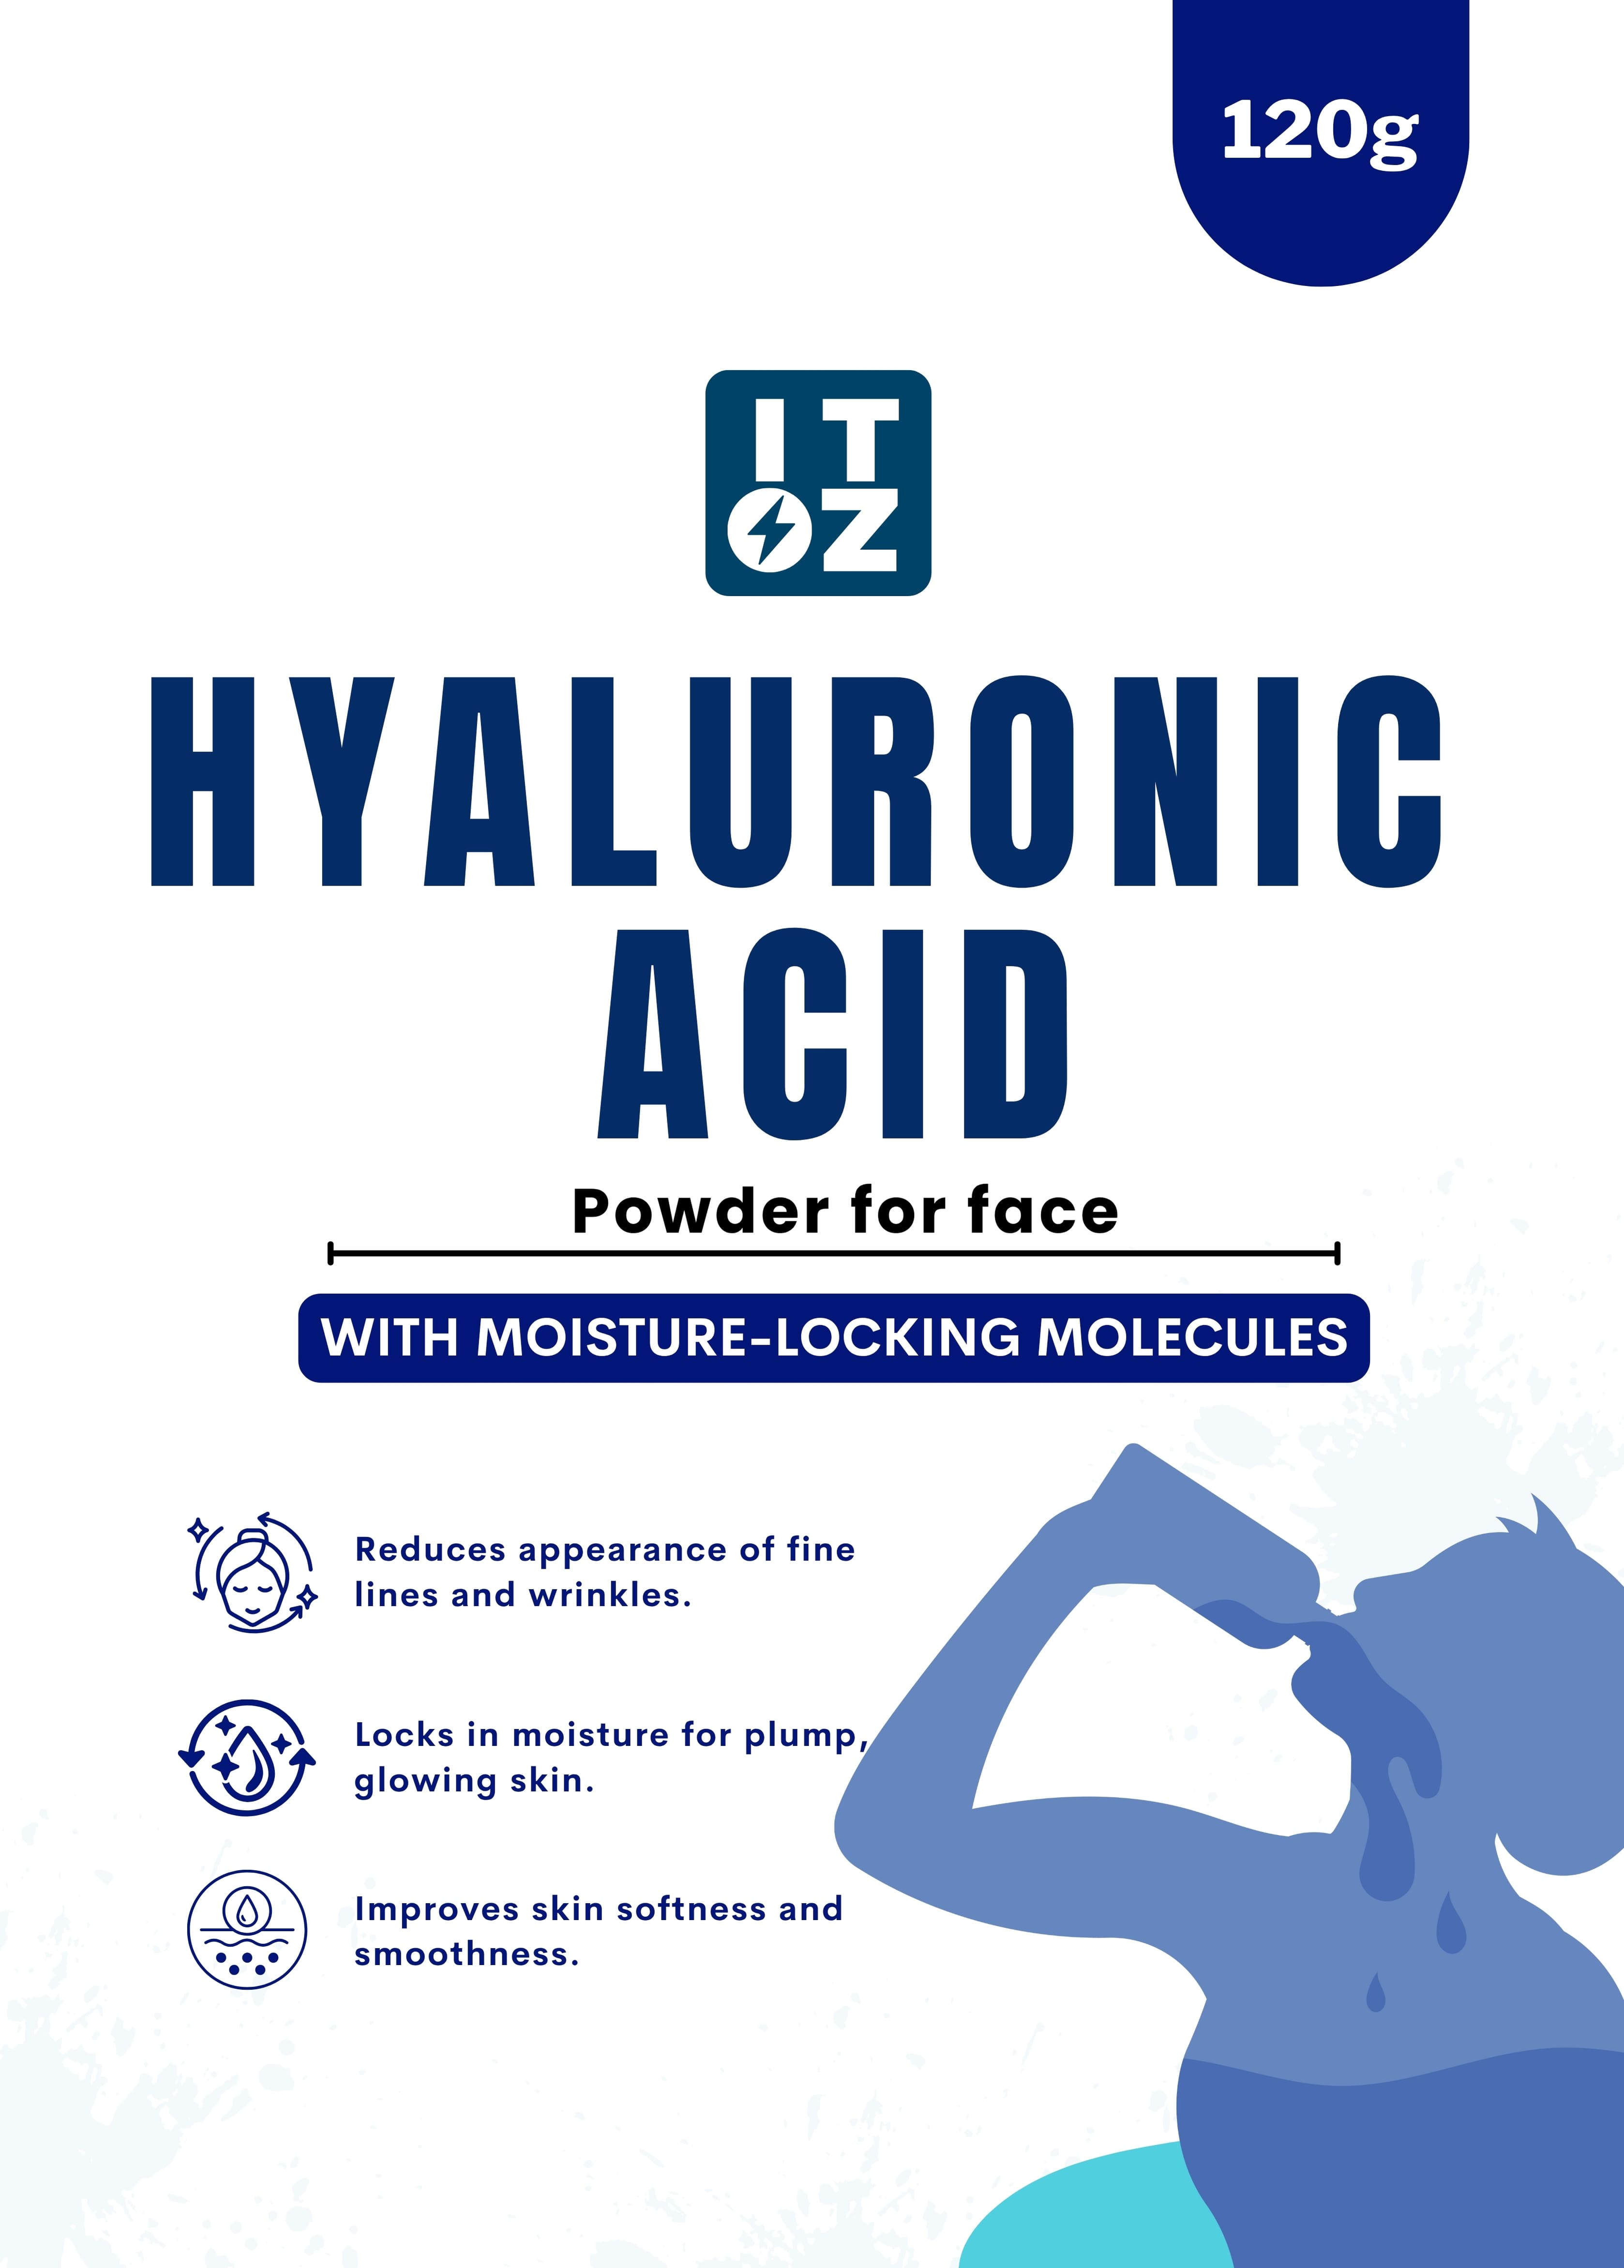 120g
IT
OZ
HYALURONIC
ACID
Powder for face
WITH MOISTURE-LOCKING MOLECULES
Reduces appearance of fine
lines and wrinkles.
Locks in moisture for plump,
glowing skin.
Improves skin softness and
smoothness.